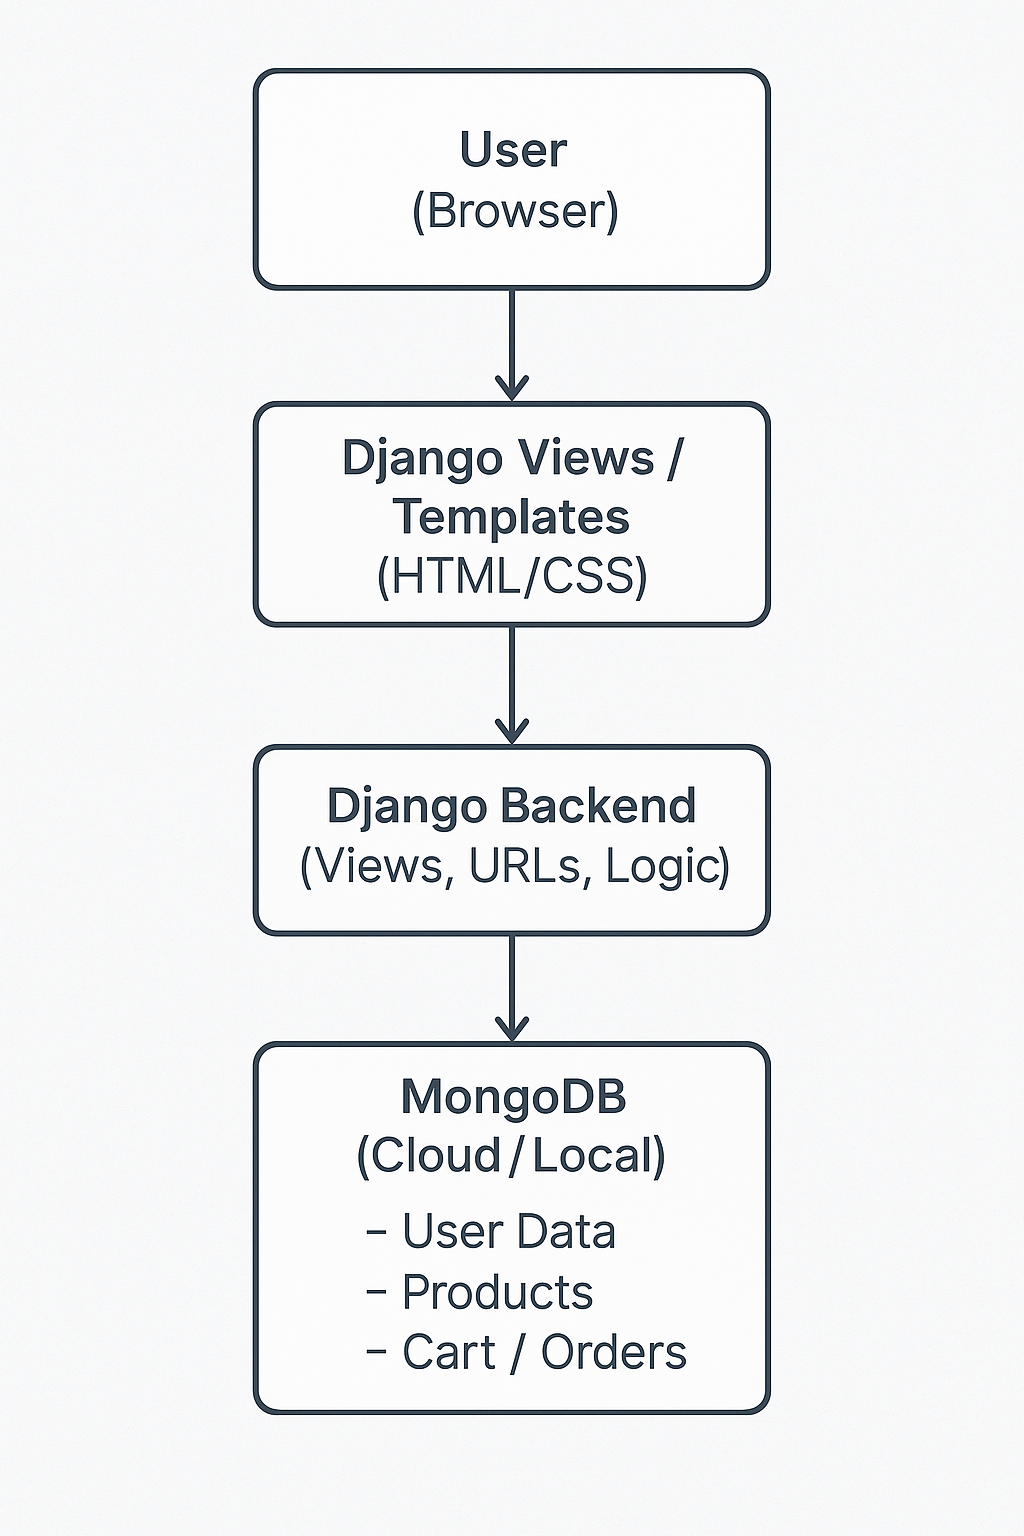 User
(Browser)
Django Views /
Templates
(HTML/CSS)
Django Backend
(Views, URLs, Logic)
MongoDB
(Cloud / Local)
– User Data
– Products
– Cart / Orders